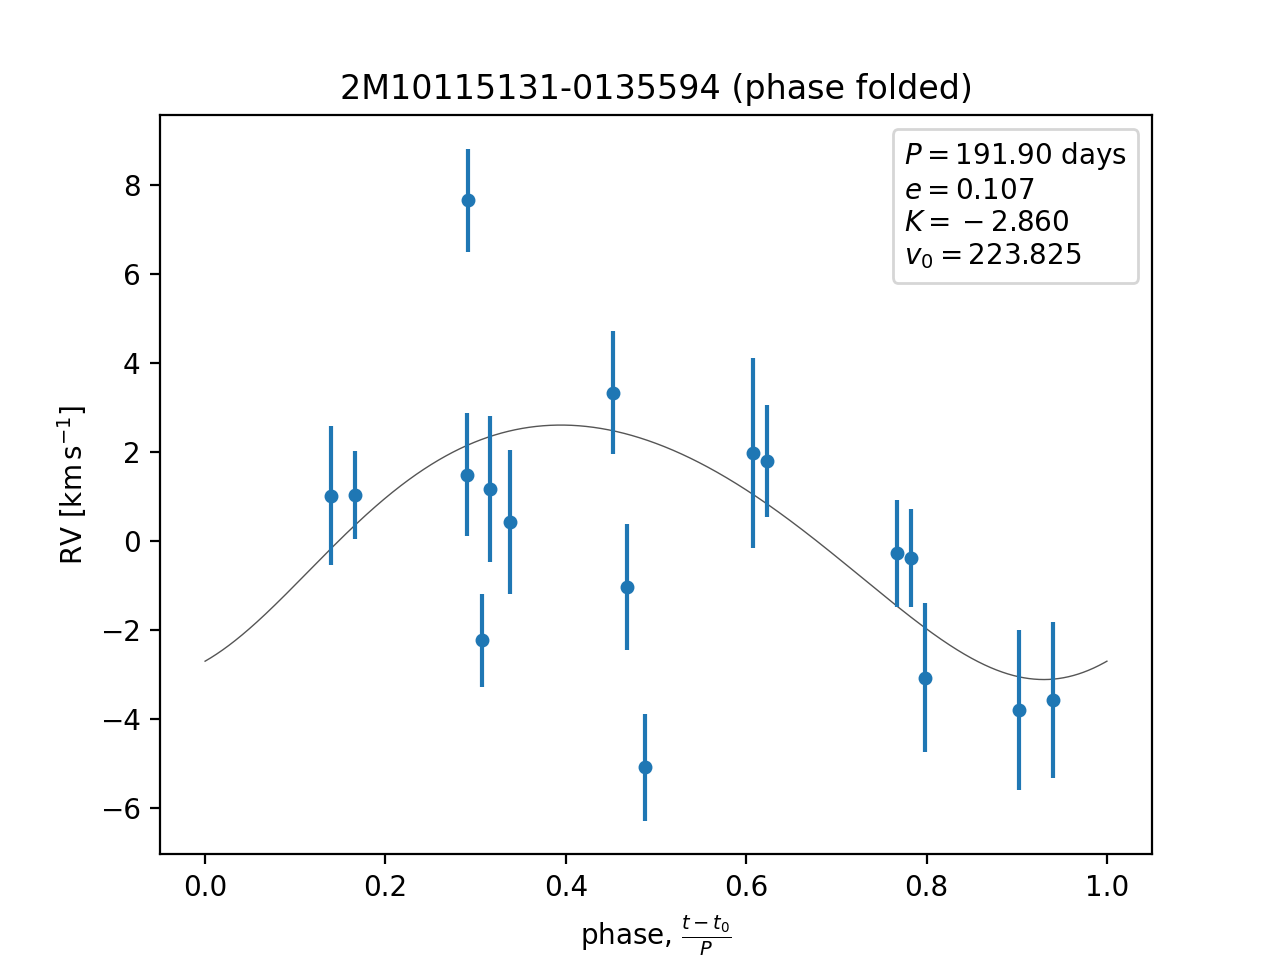 2M10115131-0135594 (phase folded)
P = 191.90 days
e = 0.107
K = −2.860
v₀ = 223.825
8
6
4
2
0
−2
−4
−6
RV [km s⁻¹]
0.0 0.2 0.4 0.6 0.8 1.0
phase, (t − t₀)/P